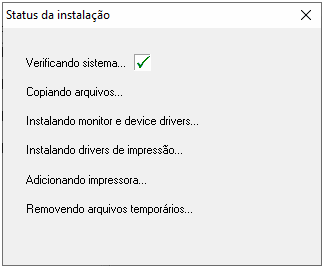 Status da instalação
Verificando sistema...
Copiando arquivos...
Instalando monitor e device drivers...
Instalando drivers de impressão...
Adicionando impressora...
Removendo arquivos temporários...